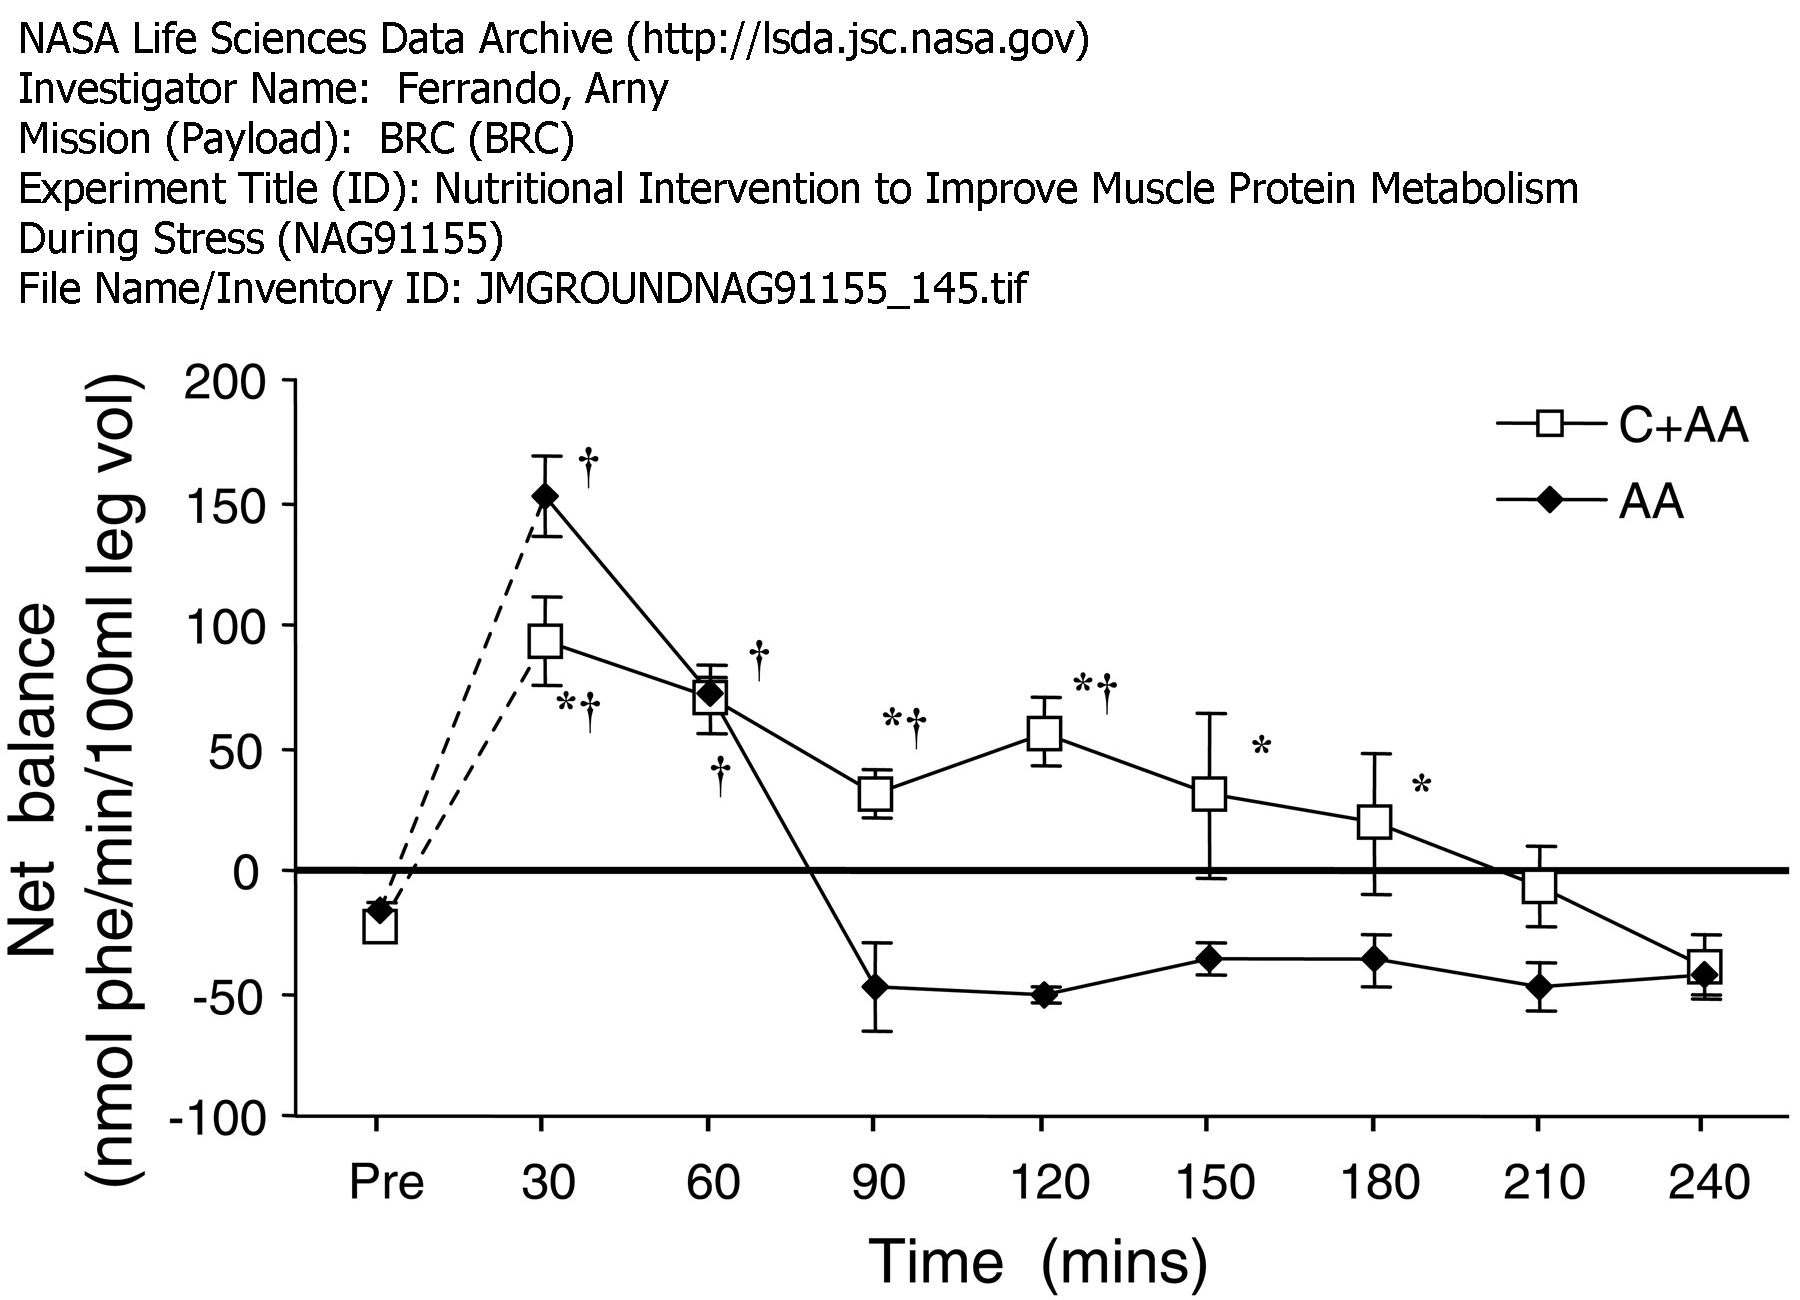 NASA Life Sciences Data Archive (http://lsda.jsc.nasa.gov)
Investigator Name:  Ferrando, Arny
Mission (Payload):  BRC (BRC)
Experiment Title (ID): Nutritional Intervention to Improve Muscle Protein Metabolism
During Stress (NAG91155)
File Name/Inventory ID: JMGROUNDNAG91155_145.tif
Net balance
(nmol phe/min/100ml leg vol)
200
150
100
50
0
-50
-100
C+AA
AA
†
*†
†
†
*†
*†
*
*
Pre 30 60 90 120 150 180 210 240
Time (mins)